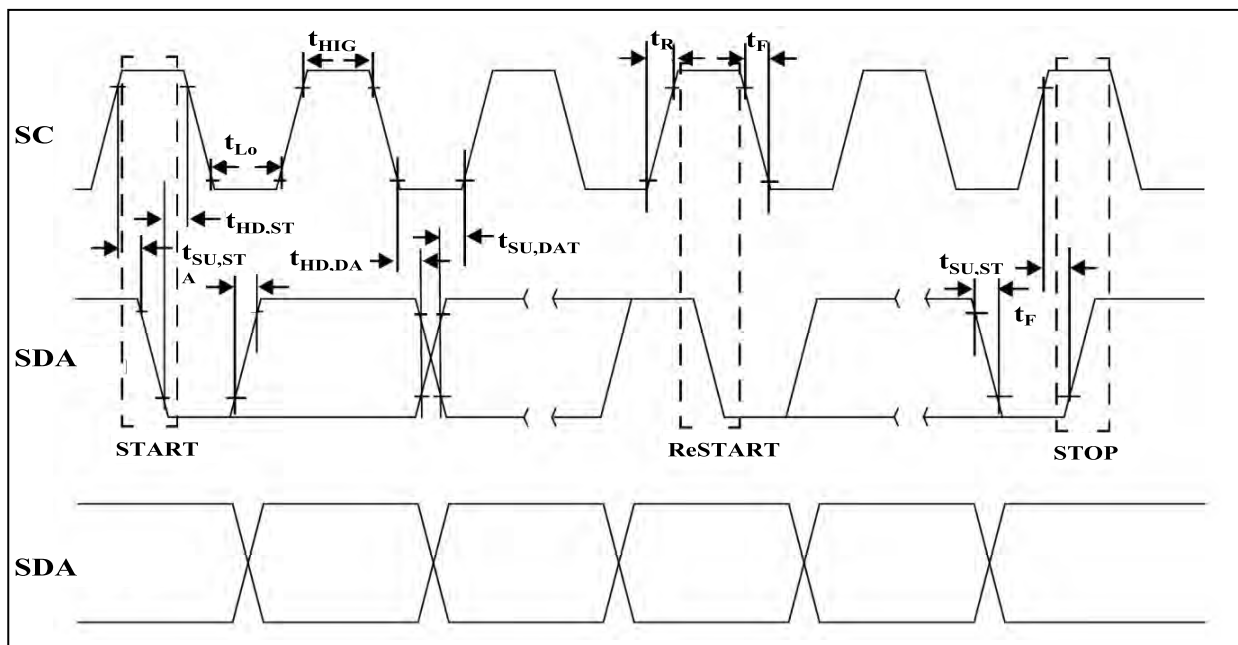 tHIG
tR
tF
SC
tLo
tHD,ST
tSU,ST
A
tHD,DA
tSU,DAT
tSU,ST
tF
SDA
START
ReSTART
STOP
SDA